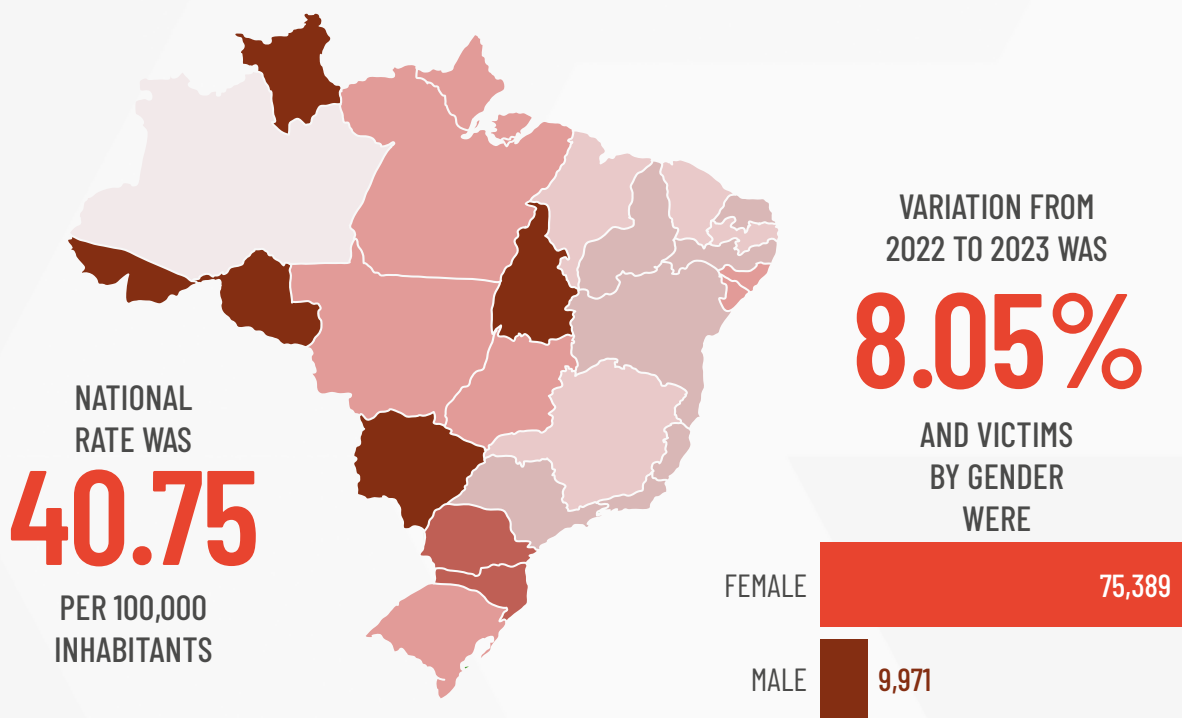 NATIONAL
RATE WAS
40.75
PER 100,000
INHABITANTS
VARIATION FROM
2022 TO 2023 WAS
8.05%
AND VICTIMS
BY GENDER
WERE
FEMALE 75,389
MALE 9,971